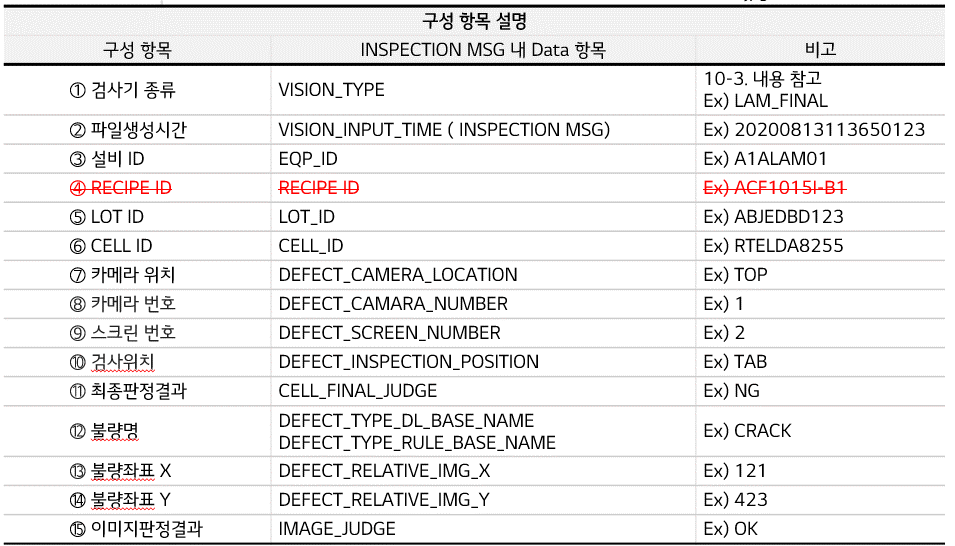 구성 항목 설명
구성 항목 INSPECTION MSG 내 Data 항목 비고
① 검사기 종류 VISION_TYPE 10-3. 내용 참고
Ex) LAM_FINAL
② 파일생성시간 VISION_INPUT_TIME ( INSPECTION MSG) Ex) 20200813113650123
③ 설비 ID EQP_ID Ex) A1ALAM01
④ RECIPE ID RECIPE ID Ex) ACF1015I-B1
⑤ LOT ID LOT_ID Ex) ABJEDBD123
⑥ CELL ID CELL_ID Ex) RTELDA8255
⑦ 카메라 위치 DEFECT_CAMERA_LOCATION Ex) TOP
⑧ 카메라 번호 DEFECT_CAMARA_NUMBER Ex) 1
⑨ 스크린 번호 DEFECT_SCREEN_NUMBER Ex) 2
⑩ 검사위치 DEFECT_INSPECTION_POSITION Ex) TAB
⑪ 최종판정결과 CELL_FINAL_JUDGE Ex) NG
⑫ 불량명 DEFECT_TYPE_DL_BASE_NAME
DEFECT_TYPE_RULE_BASE_NAME Ex) CRACK
⑬ 불량좌표 X DEFECT_RELATIVE_IMG_X Ex) 121
⑭ 불량좌표 Y DEFECT_RELATIVE_IMG_Y Ex) 423
⑮ 이미지판정결과 IMAGE_JUDGE Ex) OK